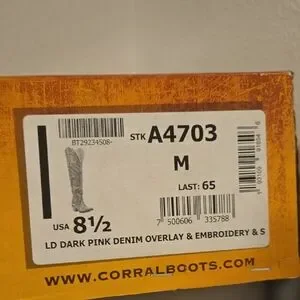 BT29234508-
STK A4703
M
LAST: 65
USA 8½
7 500606 335788
LD DARK PINK DENIM OVERLAY & EMBROIDERY & S
WWW.CORRALBOOTS.COM